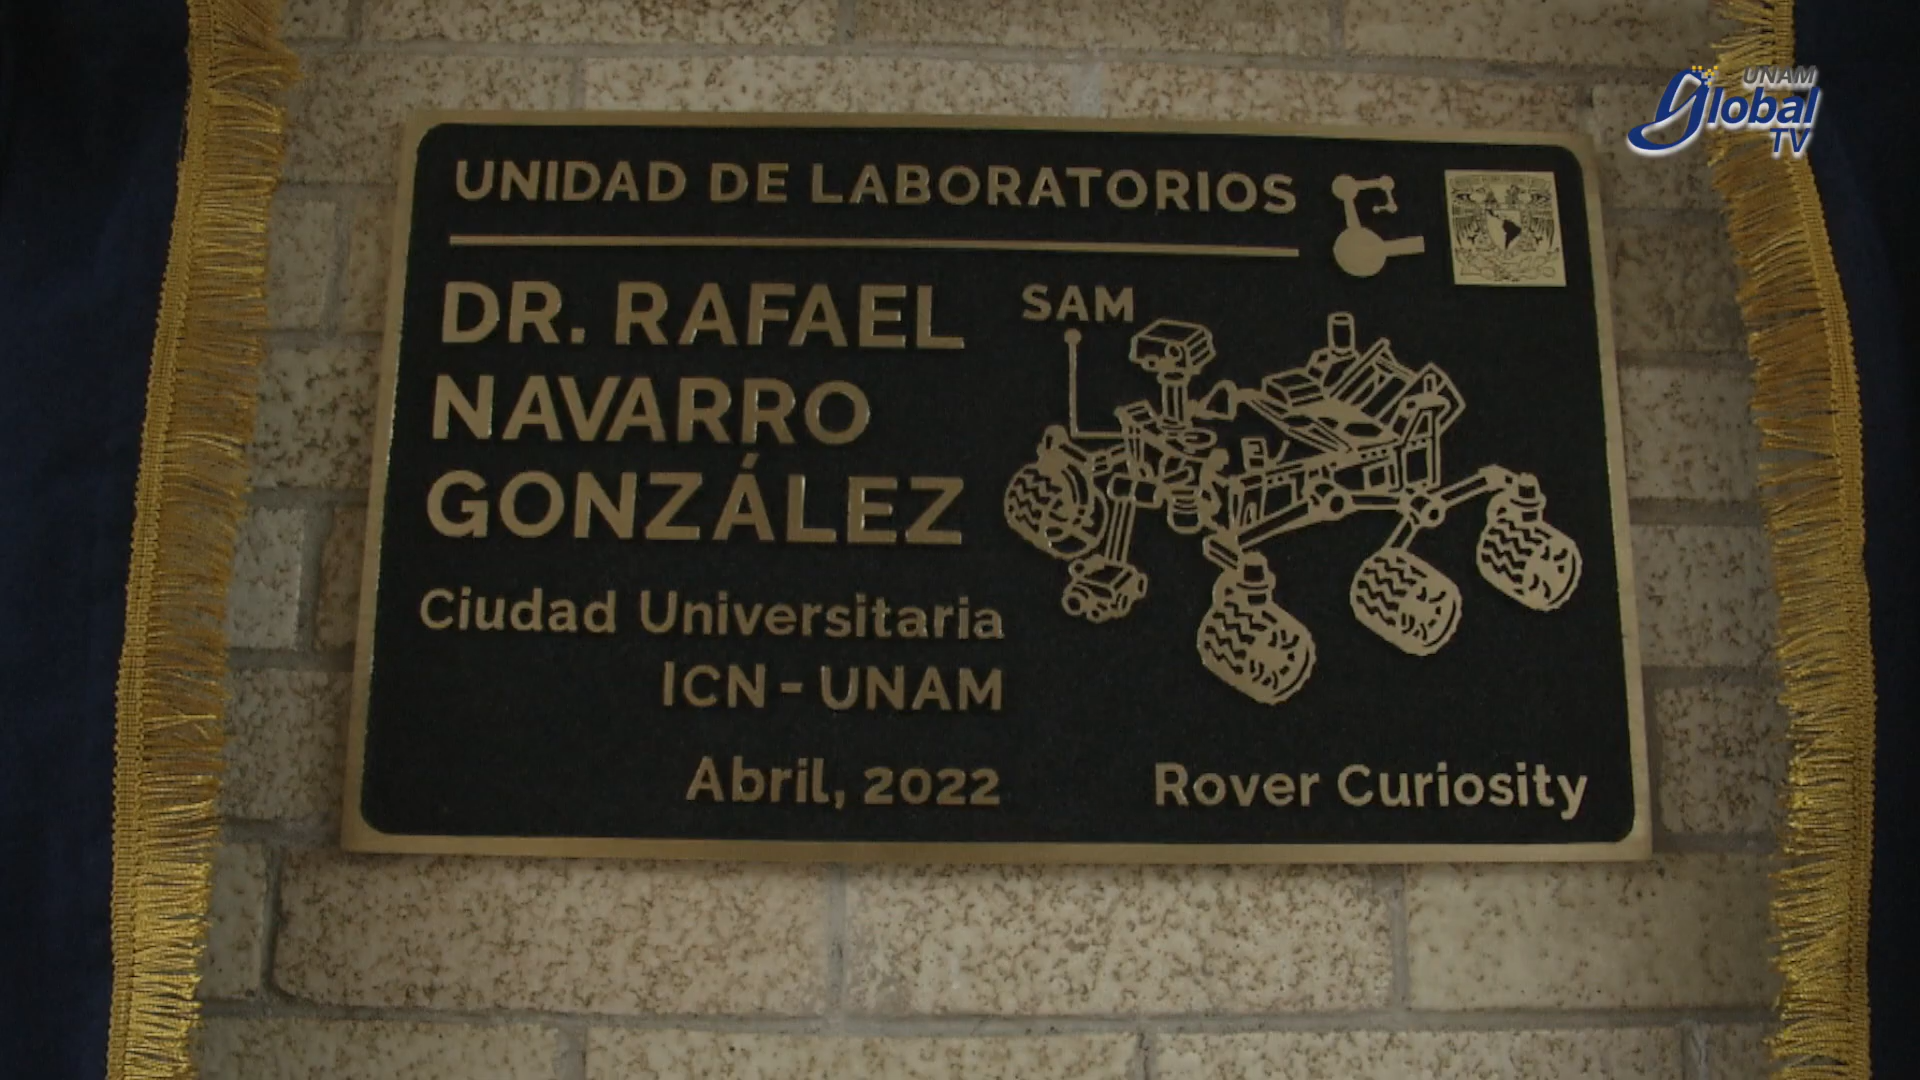 UNAM
global
TV
UNIDAD DE LABORATORIOS
DR. RAFAEL
NAVARRO
GONZÁLEZ
SAM
Ciudad Universitaria
ICN - UNAM
Abril, 2022
Rover Curiosity